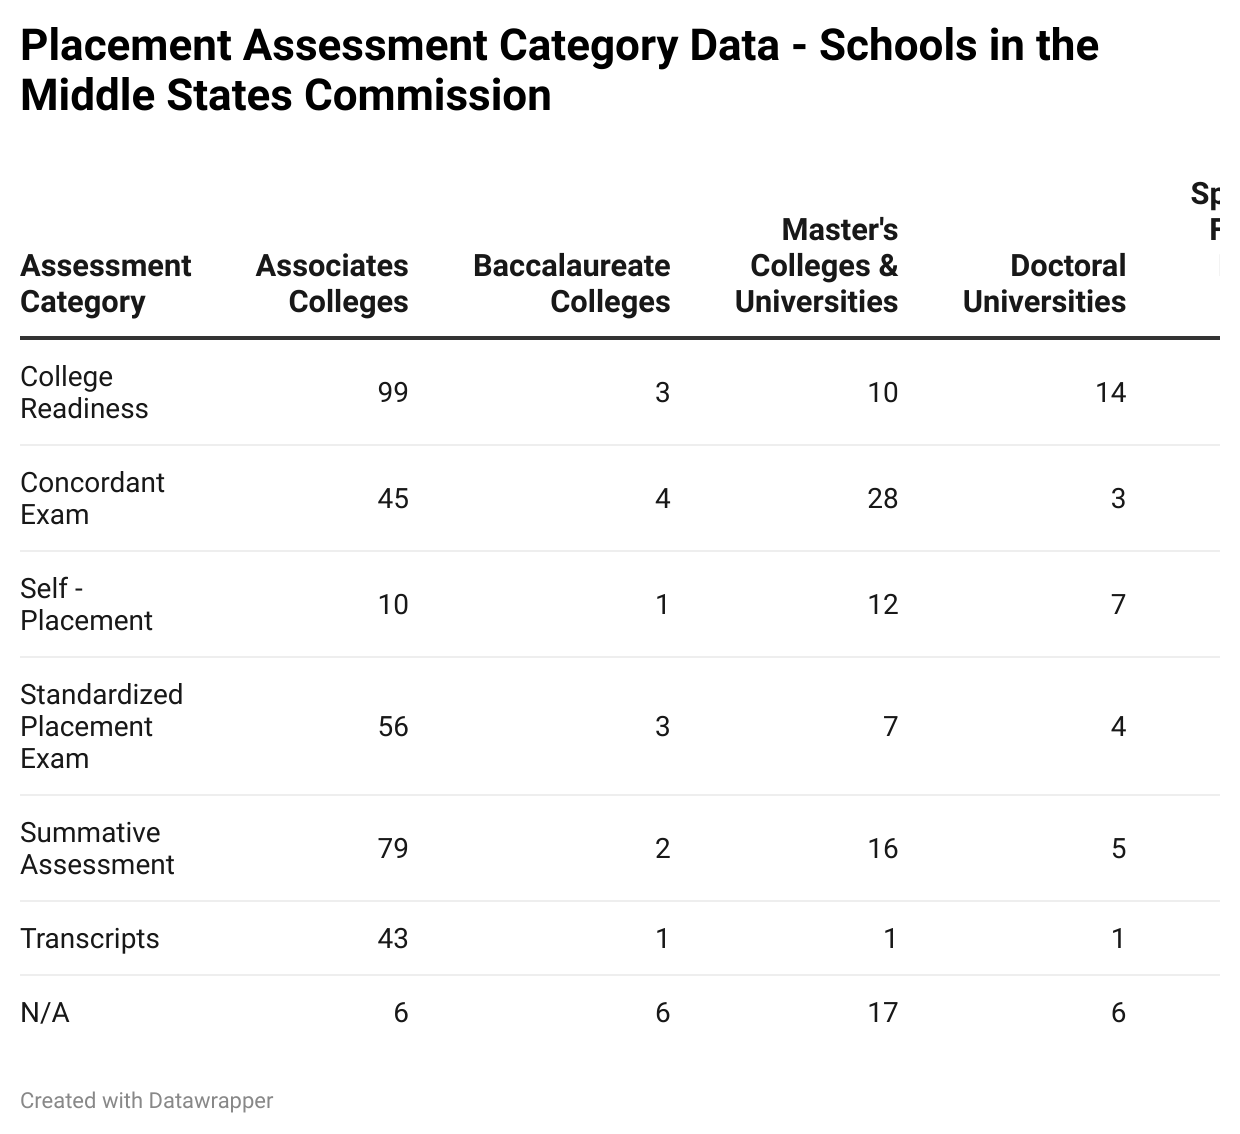 Placement Assessment Category Data - Schools in the
Middle States Commission
Assessment Category Associates Colleges Baccalaureate Colleges Master's Colleges & Universities Doctoral Universities
College Readiness 99 3 10 14
Concordant Exam 45 4 28 3
Self - Placement 10 1 12 7
Standardized Placement Exam 56 3 7 4
Summative Assessment 79 2 16 5
Transcripts 43 1 1 1
N/A 6 6 17 6
Created with Datawrapper